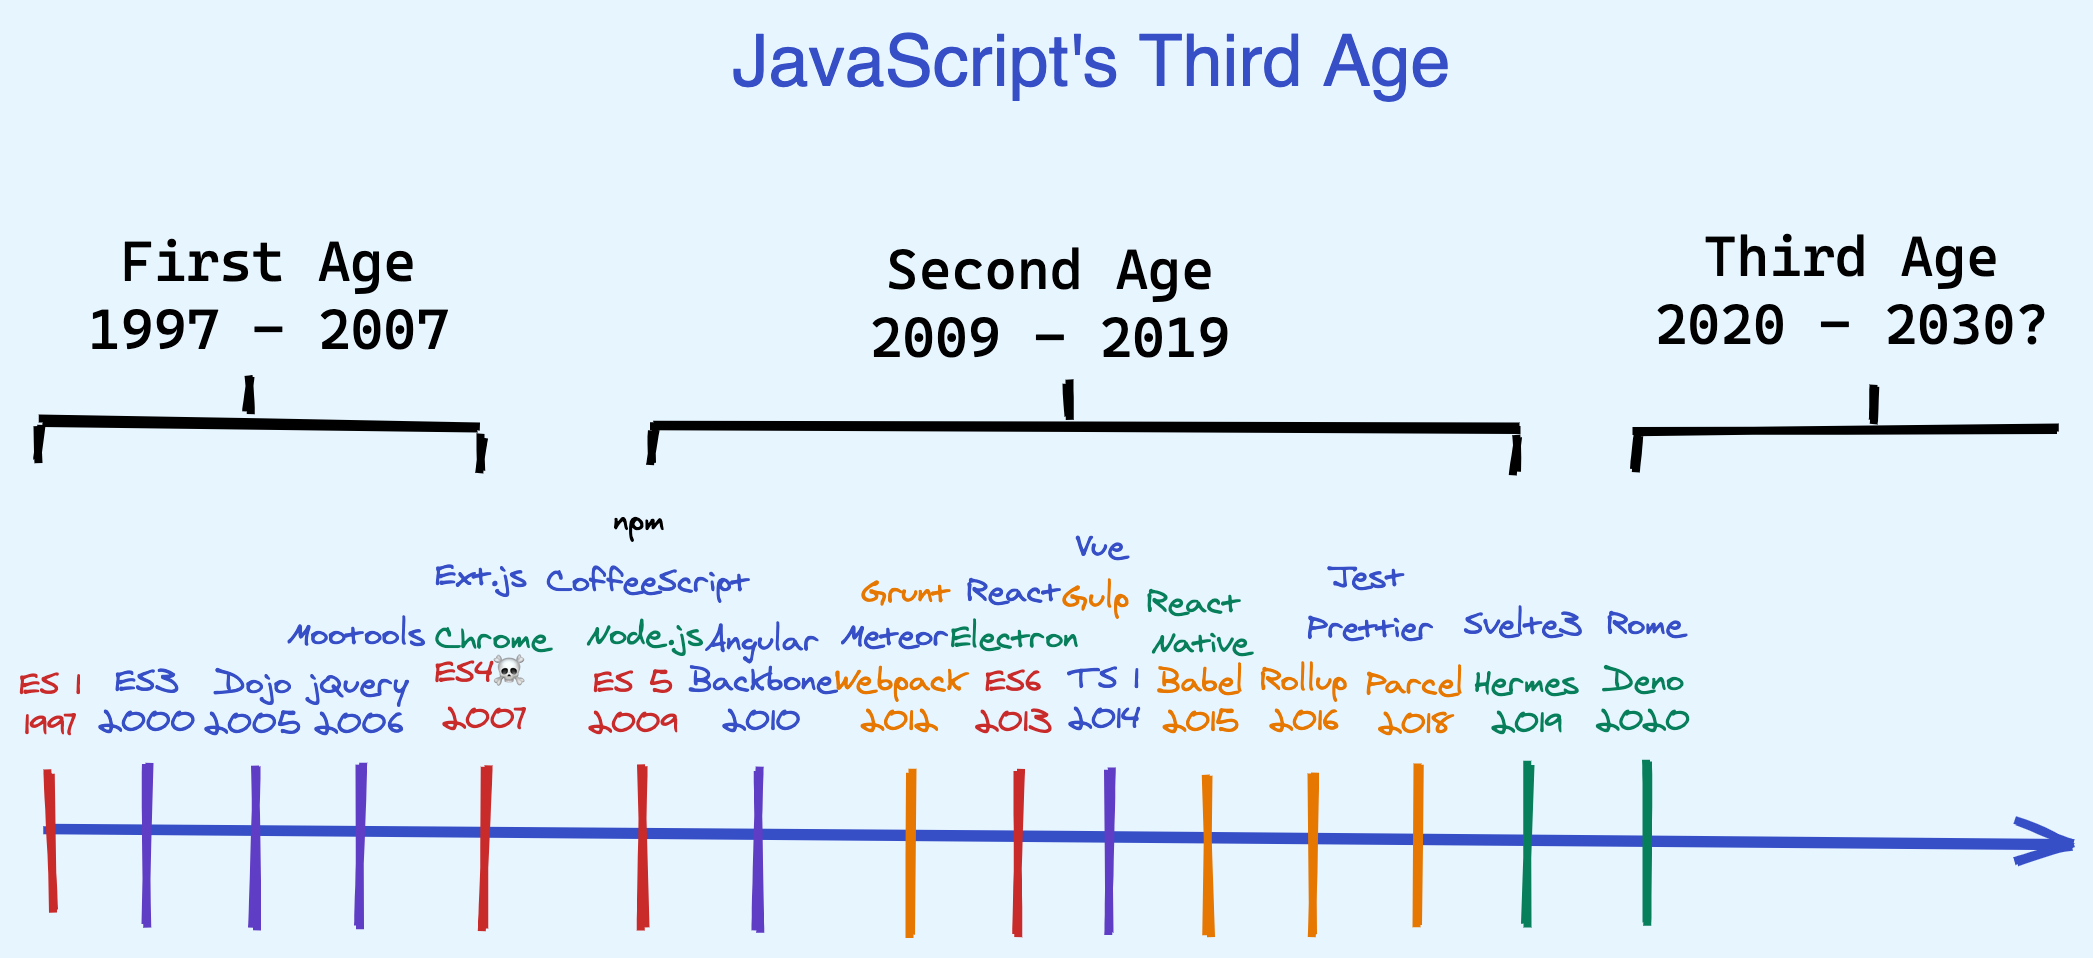 JavaScript's Third Age
First Age
1997 – 2007
Second Age
2009 – 2019
Third Age
2020 – 2030?
ES 1
1997
ES3
2000
Dojo
2005
Mootools
jQuery
2006
Ext.js
Chrome
ES4☠
2007
npm
CoffeeScript
Node.js
ES 5
2009
Angular
Backbone
2010
Grunt
Meteor
Webpack
2012
React
Electron
ES6
2013
Vue
Gulp
TS 1
2014
React
Native
Babel
2015
Rollup
2016
Jest
Prettier
Parcel
2018
Svelte3
Hermes
2019
Rome
Deno
2020